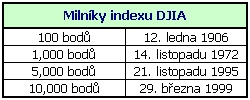 Milníky indexu DJIA
100 bodů 12. ledna 1906
1,000 bodů 14. listopadu 1972
5,000 bodů 21. listopadu 1995
10,000 bodů 29. března 1999